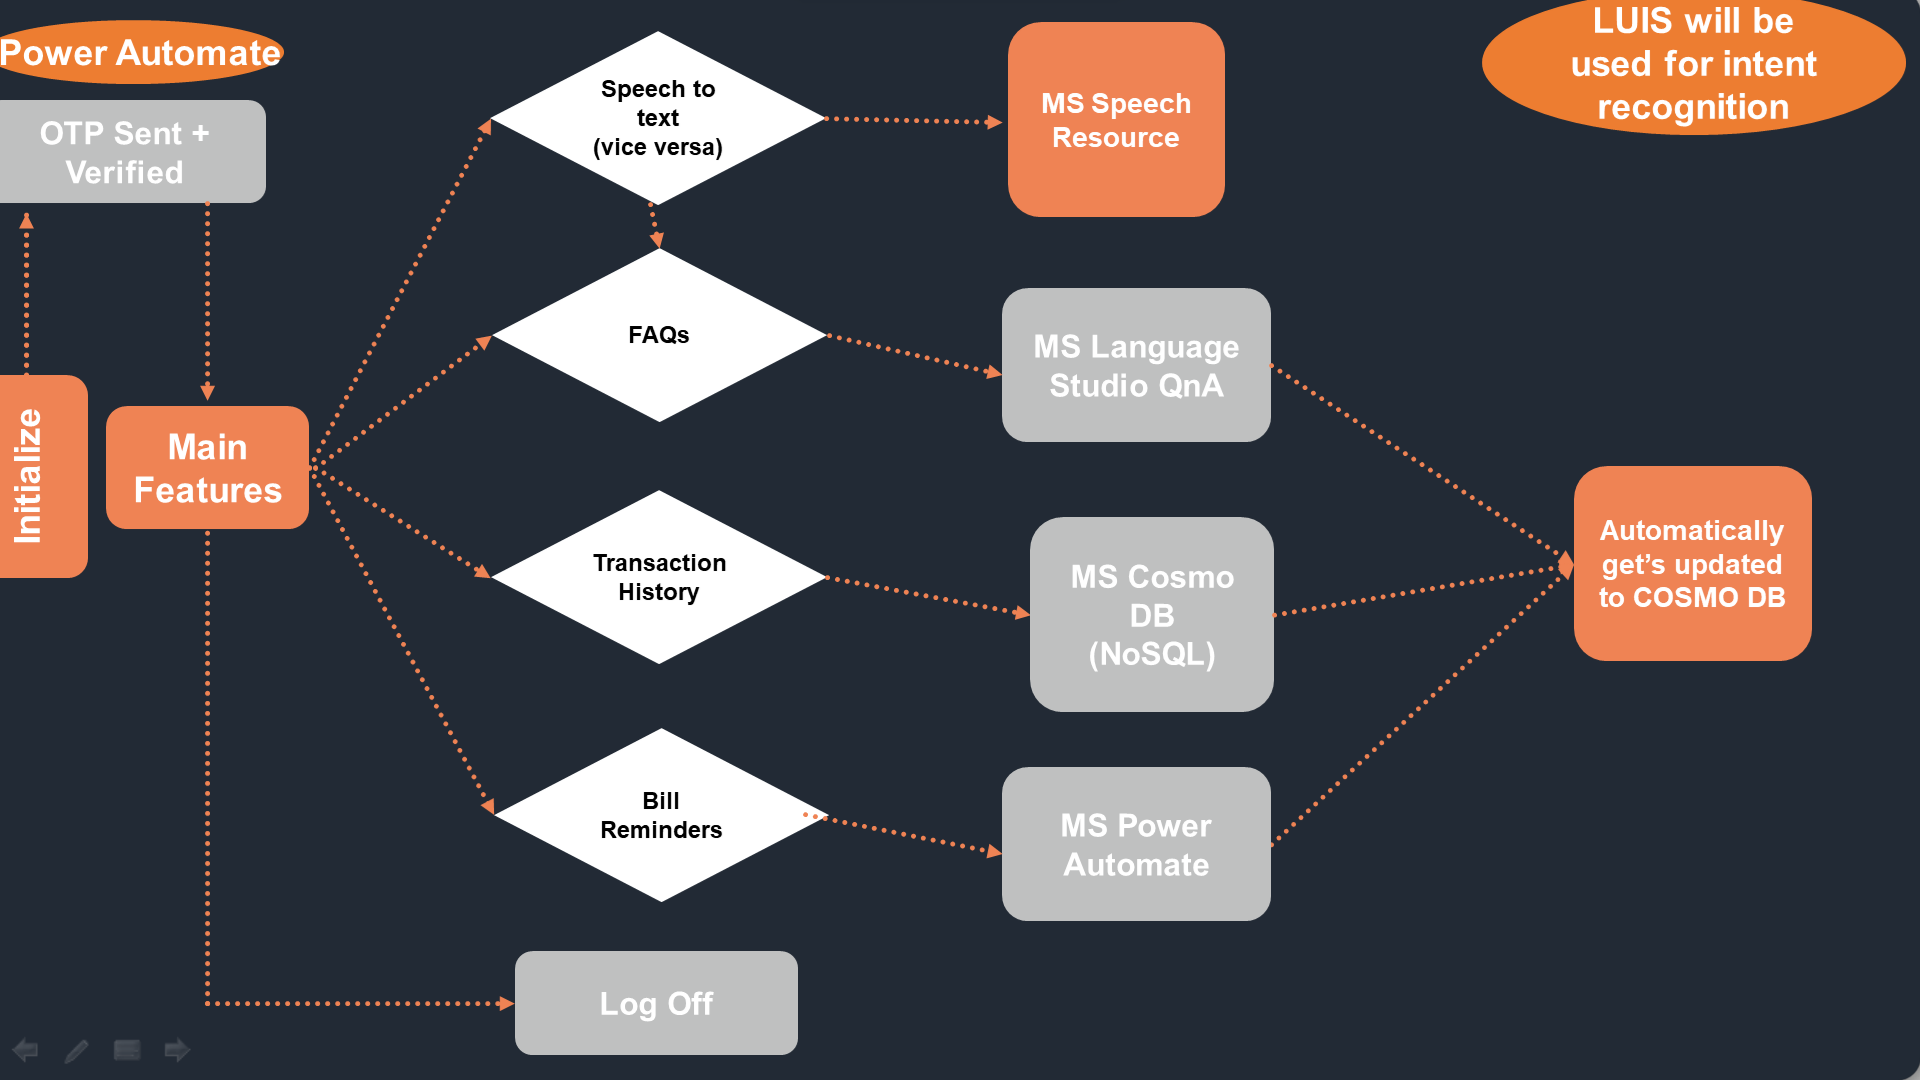 Power Automate
OTP Sent +
Verified
Initialize
Main
Features
Speech to
text
(vice versa)
FAQs
Transaction
History
Bill
Reminders
Log Off
MS Speech
Resource
MS Language
Studio QnA
MS Cosmo
DB
(NoSQL)
MS Power
Automate
LUIS will be
used for intent
recognition
Automatically
get’s updated
to COSMO DB